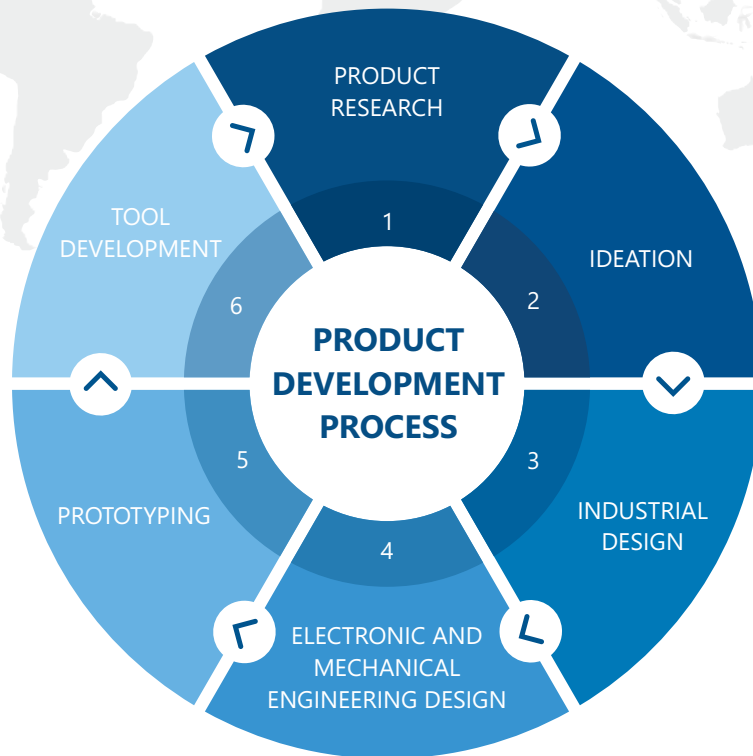 PRODUCT
RESEARCH
1
IDEATION
2
INDUSTRIAL
DESIGN
3
ELECTRONIC AND
MECHANICAL
ENGINEERING DESIGN
4
PROTOTYPING
5
TOOL
DEVELOPMENT
6
PRODUCT
DEVELOPMENT
PROCESS